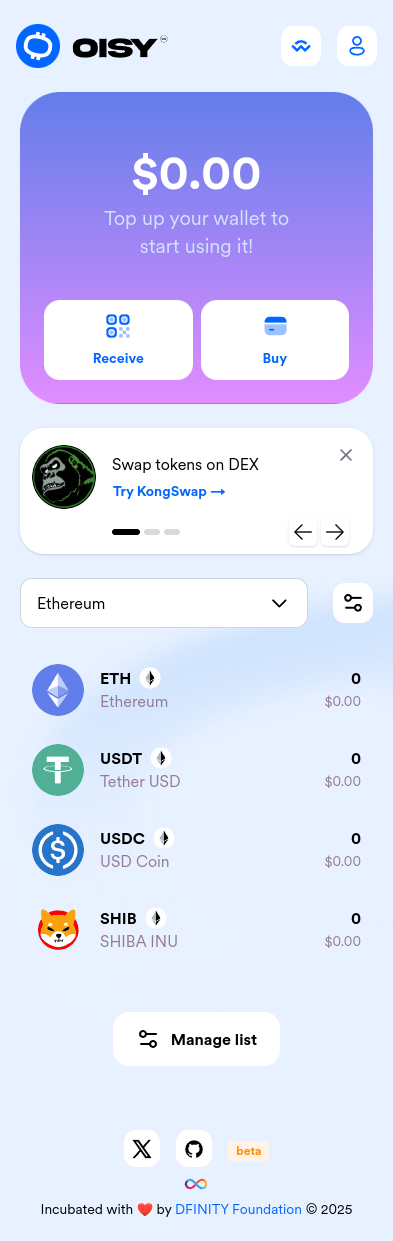 OISY
$0.00
Top up your wallet to
start using it!
Receive
Buy
Swap tokens on DEX
Try KongSwap →
Ethereum
ETH
0
Ethereum
$0.00
USDT
0
Tether USD
$0.00
USDC
0
USD Coin
$0.00
SHIB
0
SHIBA INU
$0.00
Manage list
beta
Incubated with ❤️ by DFINITY Foundation © 2025